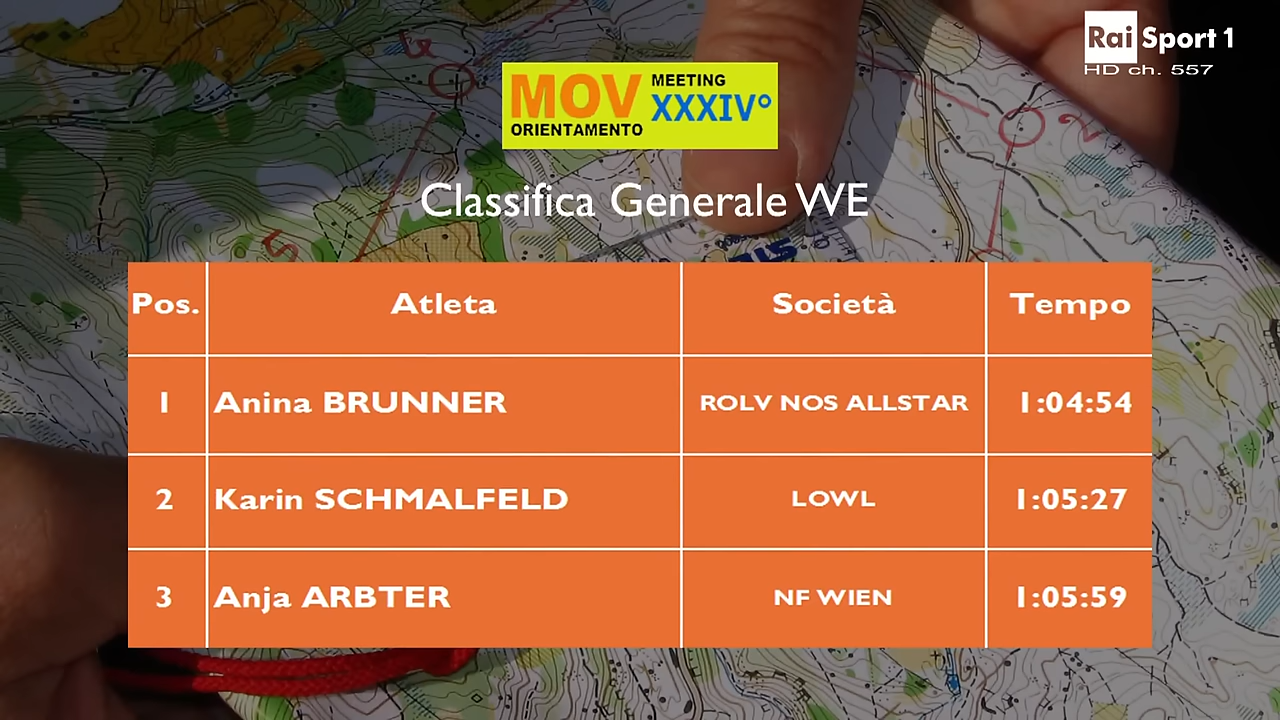 Rai Sport 1
HD ch. 557
MOV MEETING
XXXIV°
ORIENTAMENTO
Classifica Generale WE
Pos. Atleta Società Tempo
1 Anina BRUNNER ROLV NOS ALLSTAR 1:04:54
2 Karin SCHMALFELD LOWL 1:05:27
3 Anja ARBTER NF WIEN 1:05:59